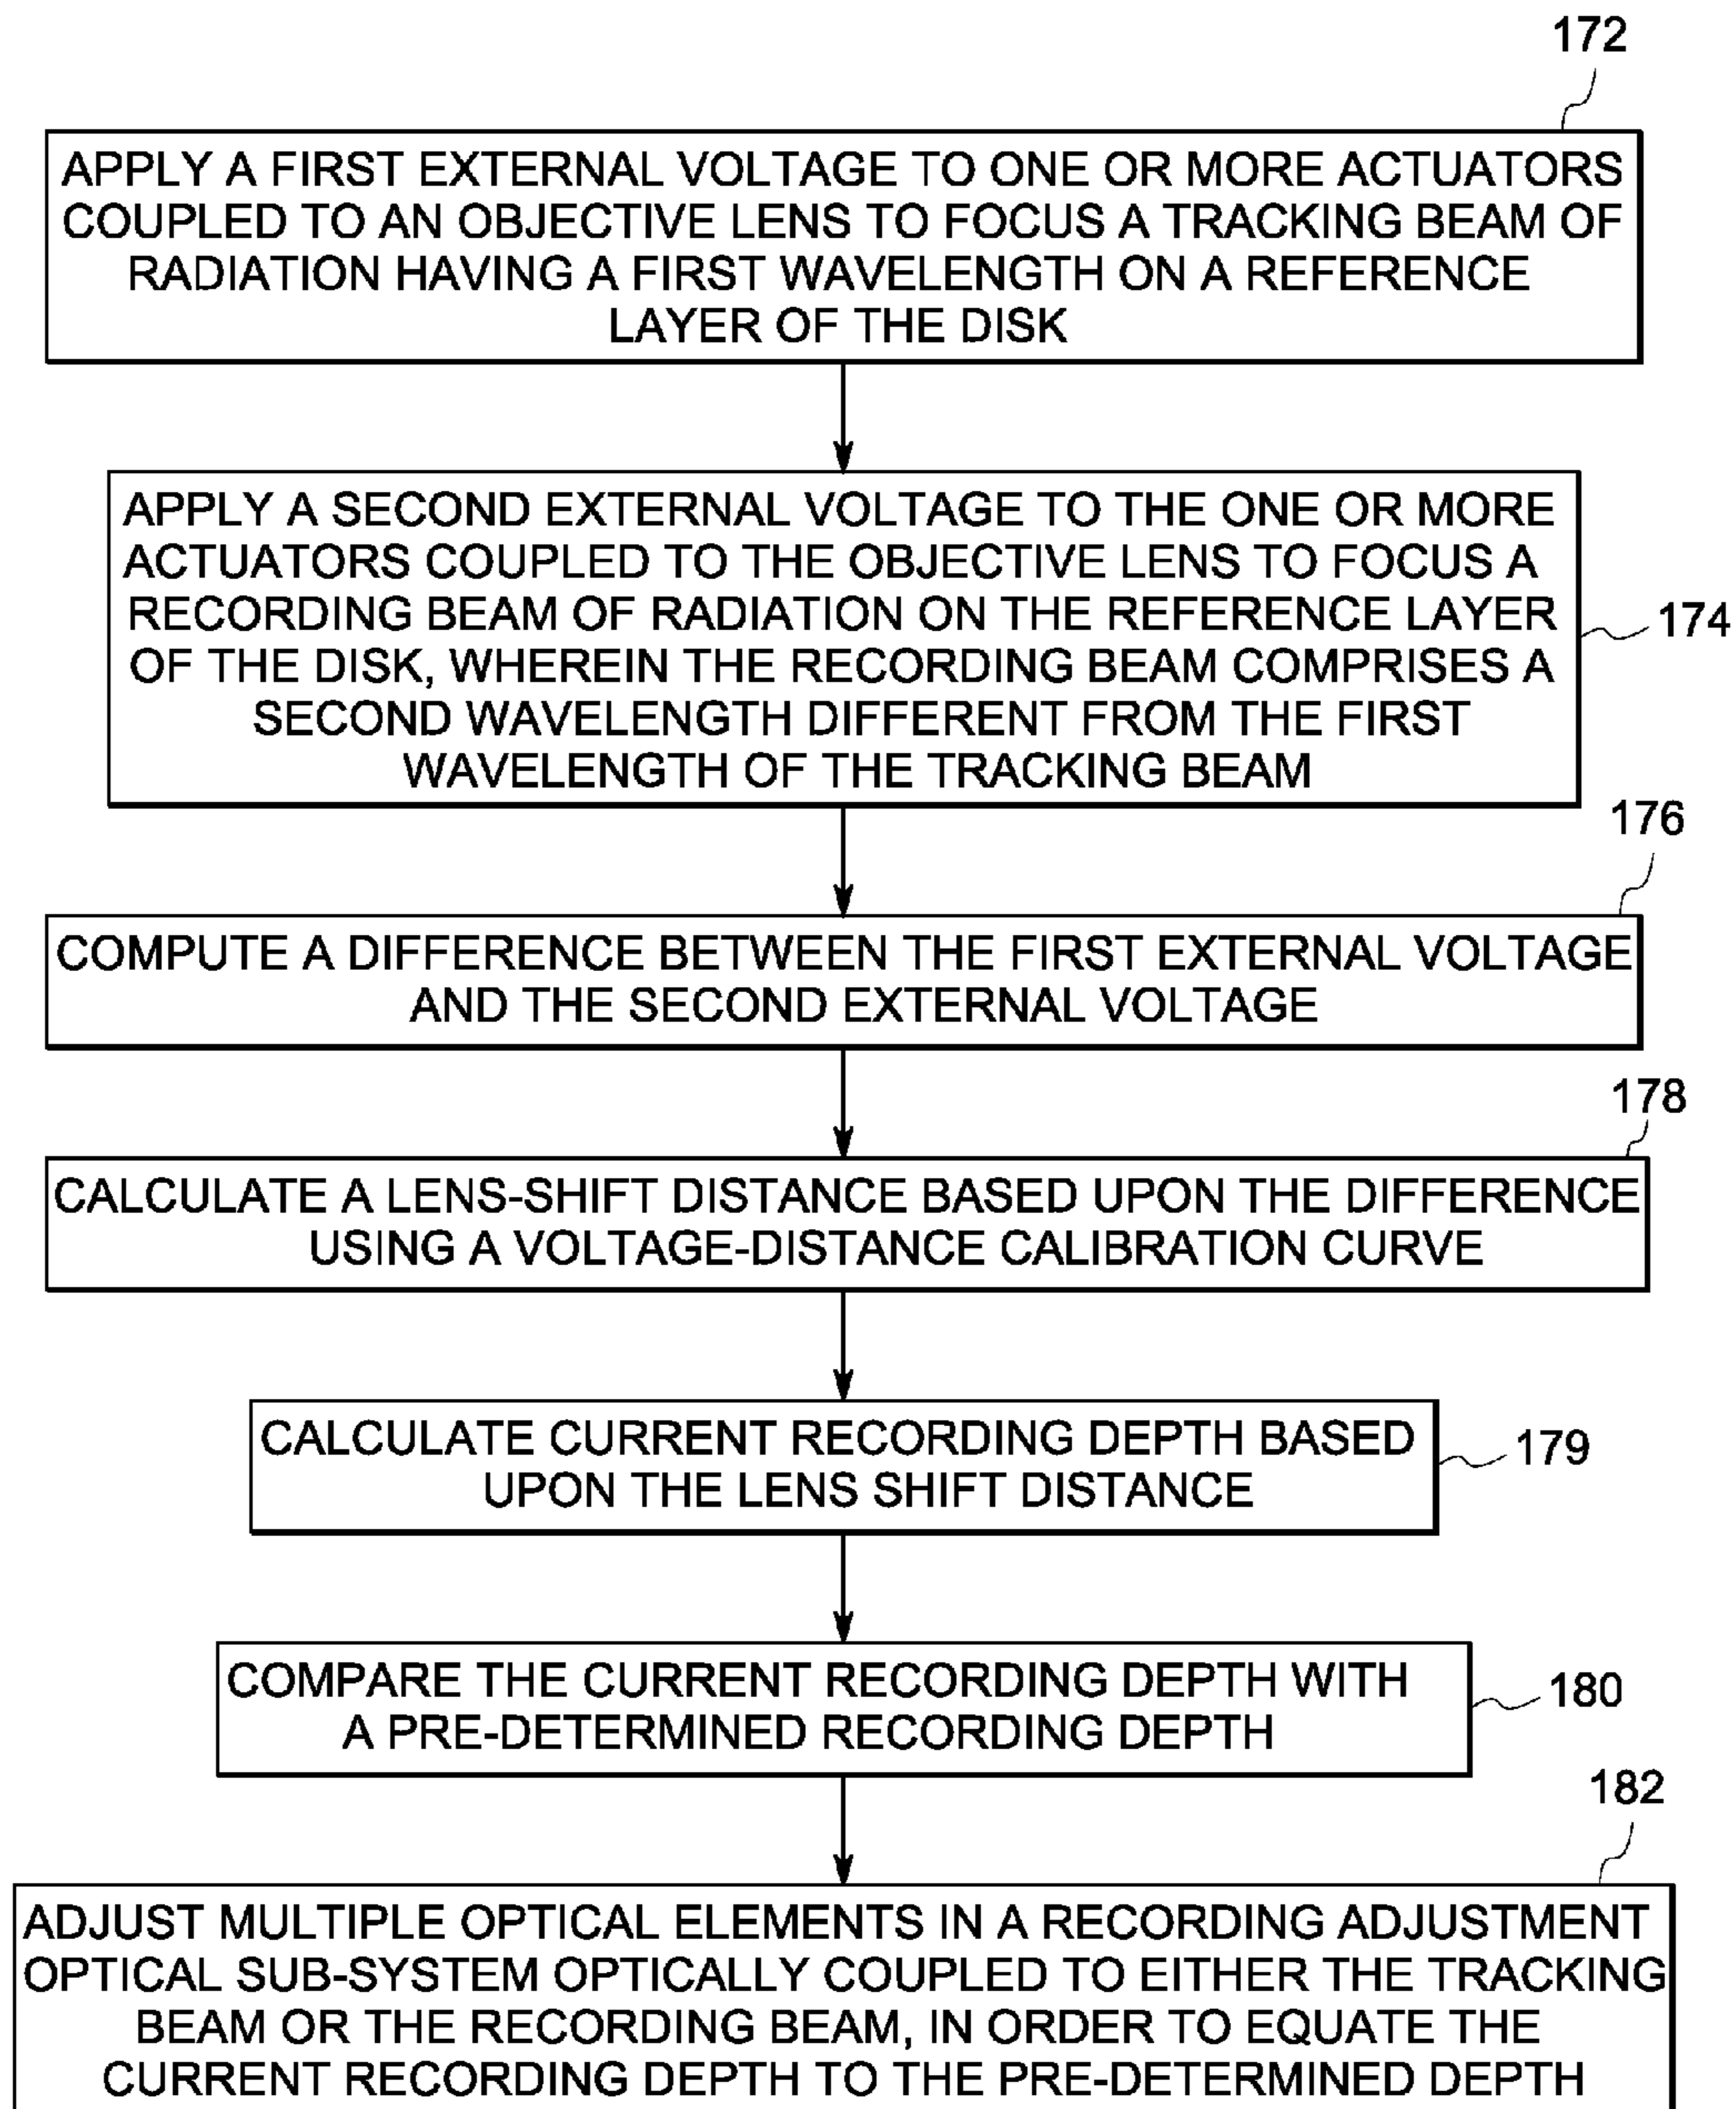 172
APPLY A FIRST EXTERNAL VOLTAGE TO ONE OR MORE ACTUATORS
COUPLED TO AN OBJECTIVE LENS TO FOCUS A TRACKING BEAM OF
RADIATION HAVING A FIRST WAVELENGTH ON A REFERENCE
LAYER OF THE DISK
APPLY A SECOND EXTERNAL VOLTAGE TO THE ONE OR MORE
ACTUATORS COUPLED TO THE OBJECTIVE LENS TO FOCUS A
RECORDING BEAM OF RADIATION ON THE REFERENCE LAYER
OF THE DISK, WHEREIN THE RECORDING BEAM COMPRISES A
SECOND WAVELENGTH DIFFERENT FROM THE FIRST
WAVELENGTH OF THE TRACKING BEAM
174
176
COMPUTE A DIFFERENCE BETWEEN THE FIRST EXTERNAL VOLTAGE
AND THE SECOND EXTERNAL VOLTAGE
178
CALCULATE A LENS-SHIFT DISTANCE BASED UPON THE DIFFERENCE
USING A VOLTAGE-DISTANCE CALIBRATION CURVE
CALCULATE CURRENT RECORDING DEPTH BASED
UPON THE LENS SHIFT DISTANCE
179
COMPARE THE CURRENT RECORDING DEPTH WITH
A PRE-DETERMINED RECORDING DEPTH
180
182
ADJUST MULTIPLE OPTICAL ELEMENTS IN A RECORDING ADJUSTMENT
OPTICAL SUB-SYSTEM OPTICALLY COUPLED TO EITHER THE TRACKING
BEAM OR THE RECORDING BEAM, IN ORDER TO EQUATE THE
CURRENT RECORDING DEPTH TO THE PRE-DETERMINED DEPTH